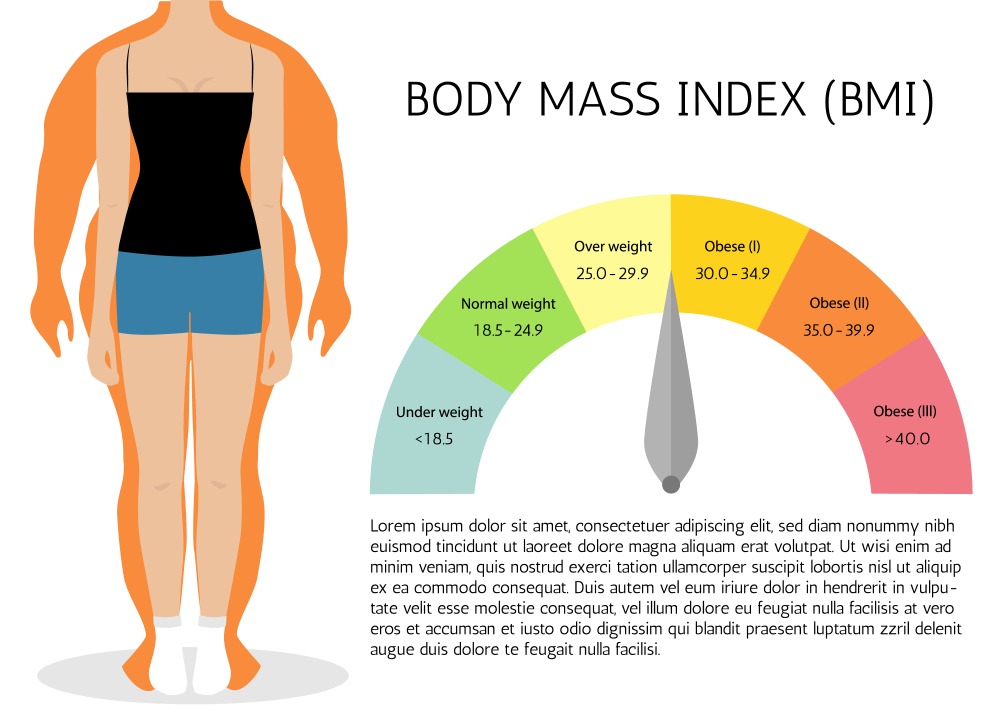 BODY MASS INDEX (BMI)
Under weight
<18.5
Normal weight
18.5-24.9
Over weight
25.0-29.9
Obese (I)
30.0-34.9
Obese (II)
35.0-39.9
Obese (III)
>40.0
Lorem ipsum dolor sit amet, consectetuer adipiscing elit, sed diam nonummy nibh
euismod tincidunt ut laoreet dolore magna aliquam erat volutpat. Ut wisi enim ad
minim veniam, quis nostrud exerci tation ullamcorper suscipit lobortis nisl ut aliquip
ex ea commodo consequat. Duis autem vel eum iriure dolor in hendrerit in vulpu-
tate velit esse molestie consequat, vel illum dolore eu feugiat nulla facilisis at vero
eros et accumsan et iusto odio dignissim qui blandit praesent luptatum zzril delenit
augue duis dolore te feugait nulla facilisi.